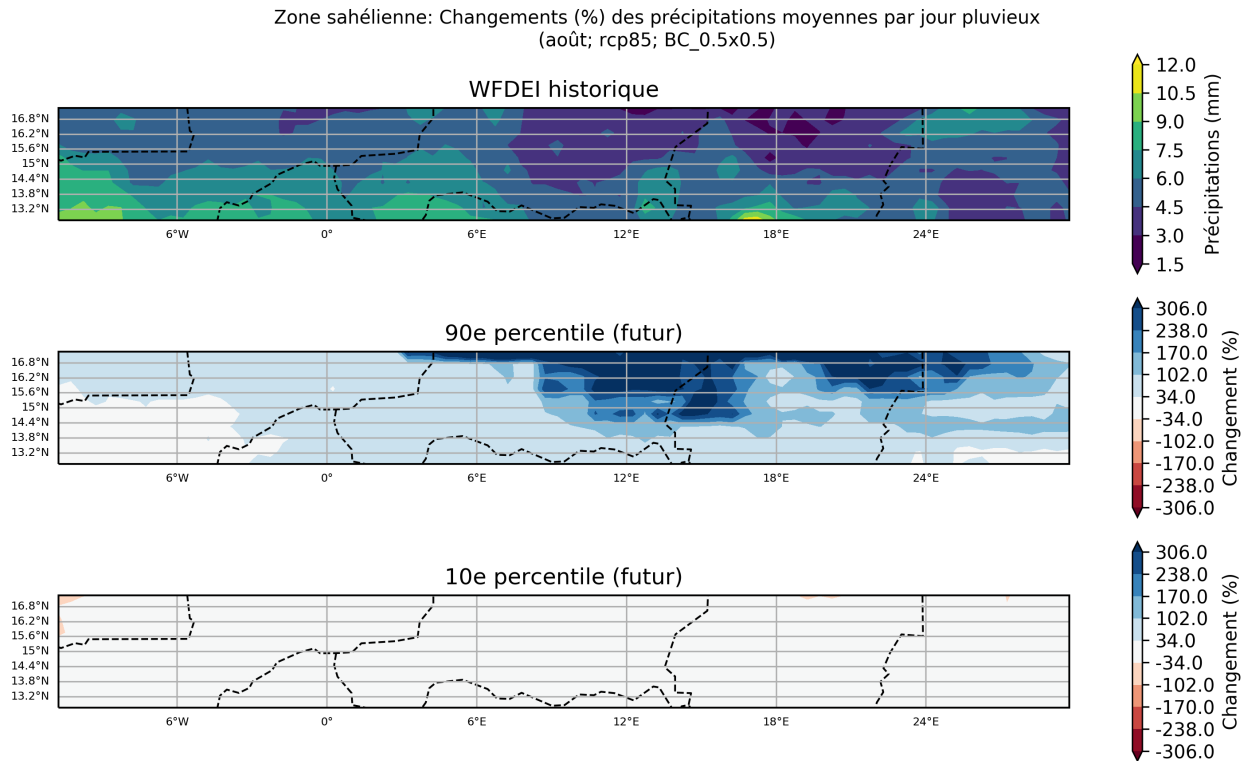 Zone sahélienne: Changements (%) des précipitations moyennes par jour pluvieux
(août; rcp85; BC_0.5x0.5)
WFDEI historique
16.8°N
16.2°N
15.6°N
15°N
14.4°N
13.8°N
13.2°N
6°W 0° 6°E 12°E 18°E 24°E
12.0
10.5
9.0
7.5
6.0
4.5
3.0
1.5
Précipitations (mm)
90e percentile (futur)
16.8°N
16.2°N
15.6°N
15°N
14.4°N
13.8°N
13.2°N
6°W 0° 6°E 12°E 18°E 24°E
306.0
238.0
170.0
102.0
34.0
-34.0
-102.0
-170.0
-238.0
-306.0
Changement (%)
10e percentile (futur)
16.8°N
16.2°N
15.6°N
15°N
14.4°N
13.8°N
13.2°N
6°W 0° 6°E 12°E 18°E 24°E
306.0
238.0
170.0
102.0
34.0
-34.0
-102.0
-170.0
-238.0
-306.0
Changement (%)